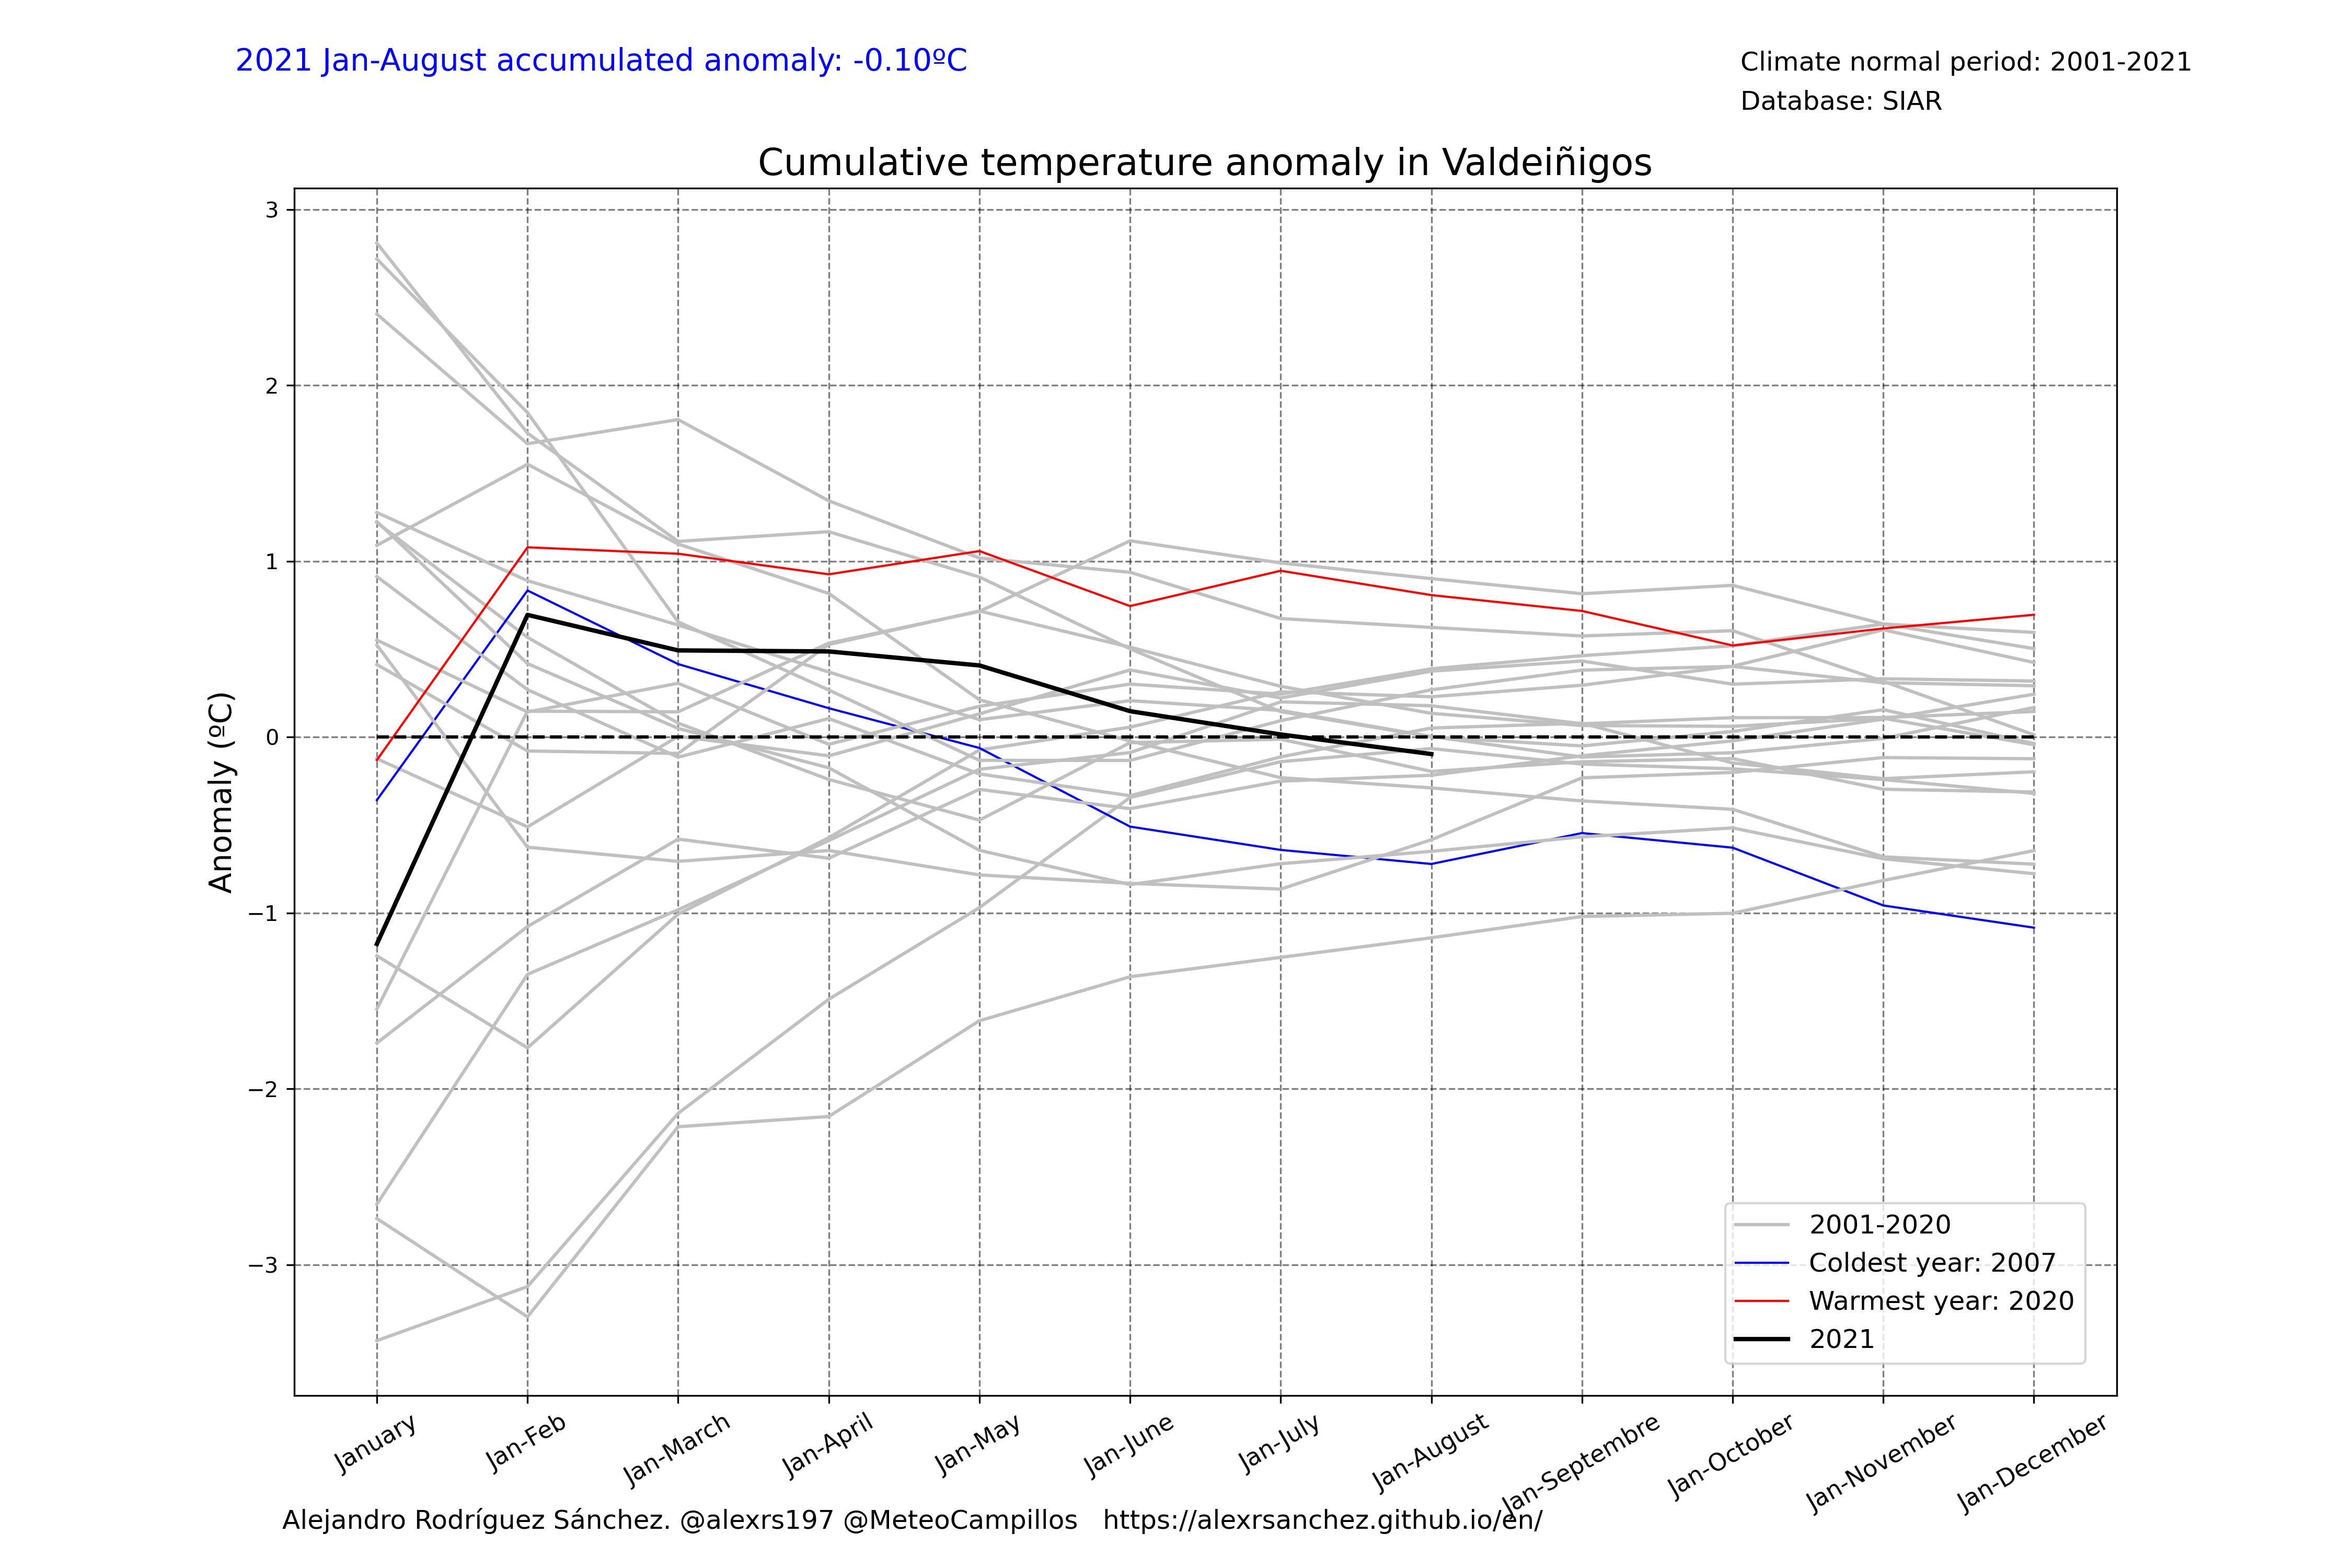 2021 Jan-August accumulated anomaly: -0.10ºC
Climate normal period: 2001-2021
Database: SIAR
Cumulative temperature anomaly in Valdeiñigos
3
2
1
0
−1
−2
−3
Anomaly (ºC)
2001-2020
Coldest year: 2007
Warmest year: 2020
2021
January
Jan-Feb
Jan-March
Jan-April
Jan-May
Jan-June
Jan-July
Jan-August
Jan-Septembre
Jan-October
Jan-November
Jan-December
Alejandro Rodríguez Sánchez. @alexrs197 @MeteoCampillos https://alexrsanchez.github.io/en/